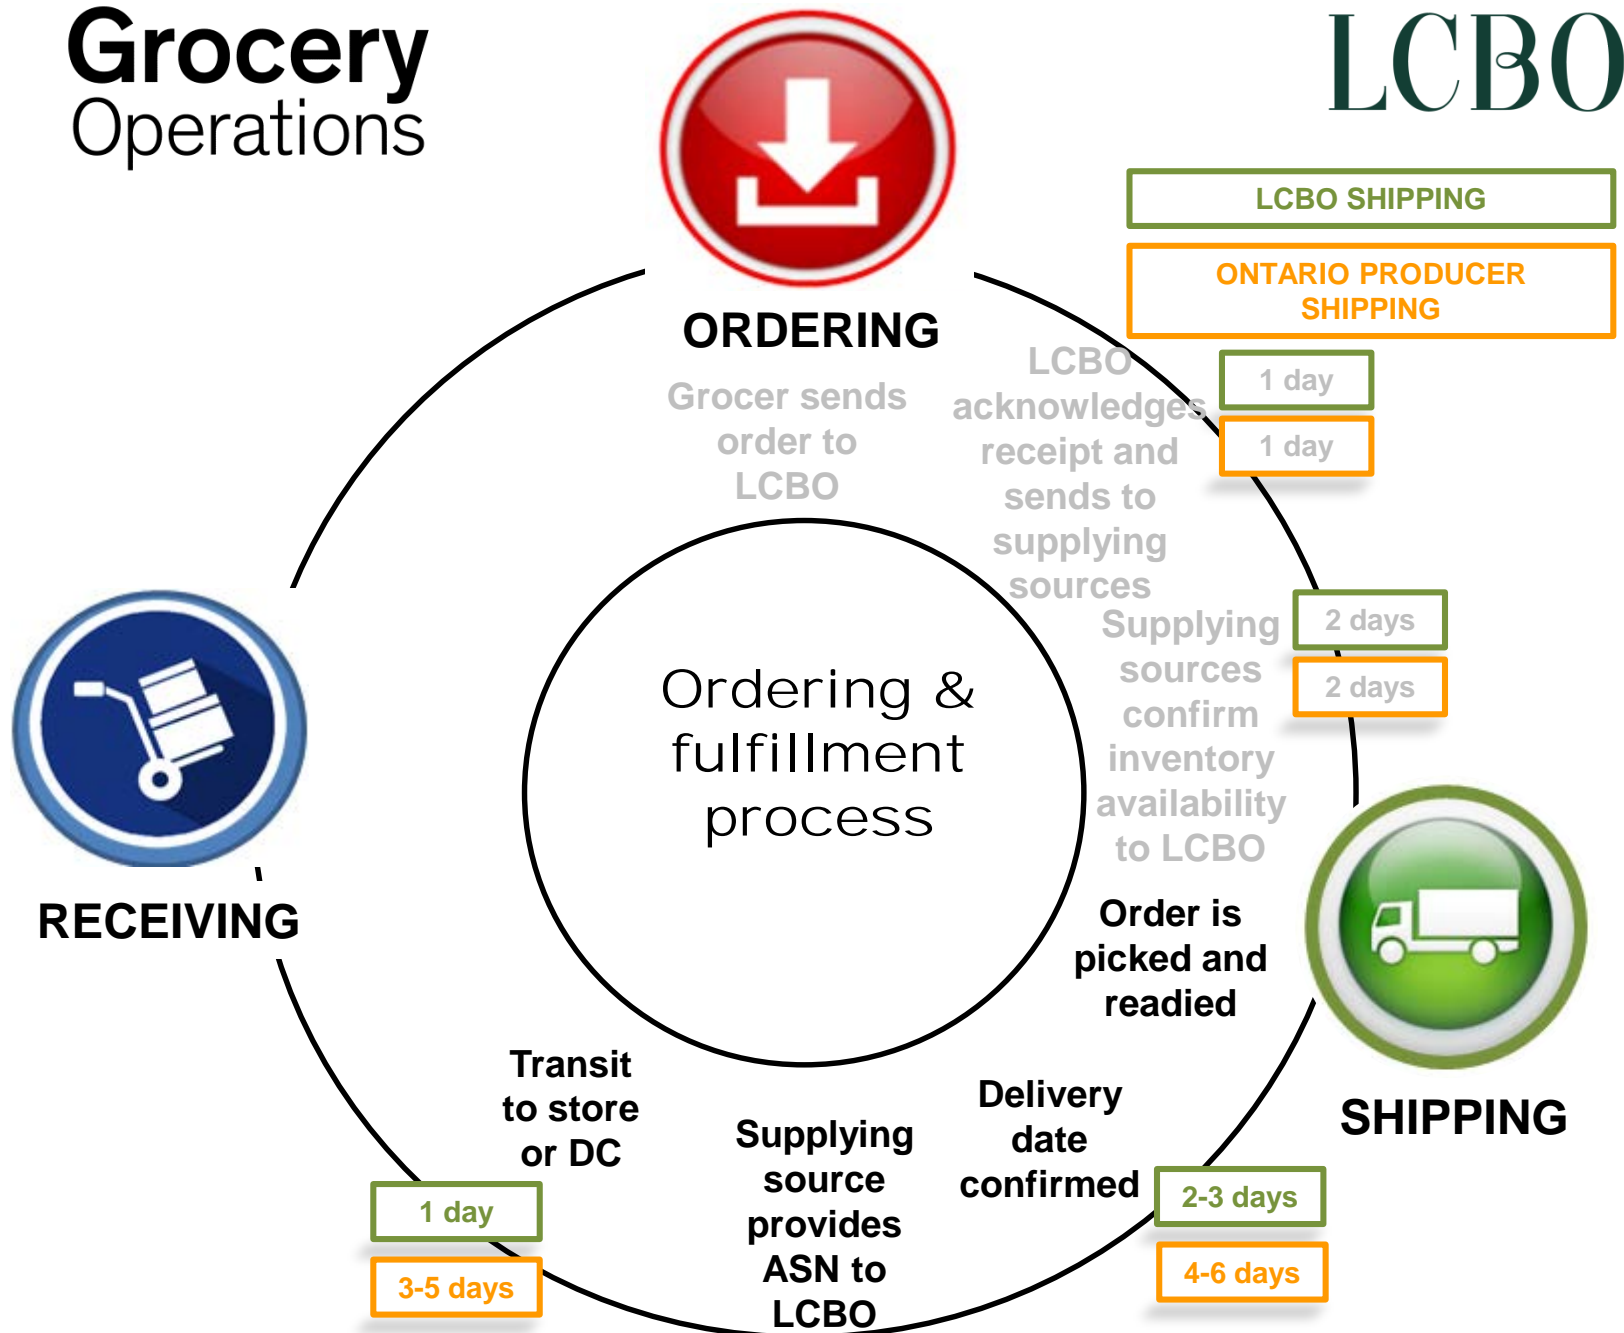 Grocery
Operations
LCBO
LCBO SHIPPING
ONTARIO PRODUCER
SHIPPING
ORDERING
Grocer sends
order to
LCBO
LCBO
acknowledges
receipt and
sends to
supplying
sources
1 day
1 day
Supplying
sources
confirm
inventory
availability
to LCBO
2 days
2 days
Ordering &
fulfillment
process
SHIPPING
Order is
picked and
readied
Delivery
date
confirmed
2-3 days
4-6 days
Supplying
source
provides
ASN to
LCBO
Transit
to store
or DC
1 day
3-5 days
RECEIVING